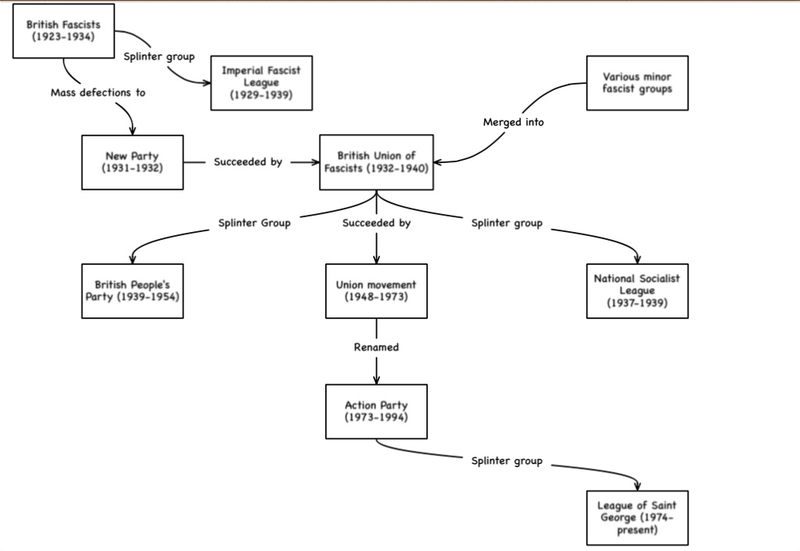 British Fascists
(1923-1934)
Splinter group
Imperial Fascist
League
(1929-1939)
Various minor
fascist groups
Mass defections to
Merged into
New Party
(1931-1932)
Succeeded by
British Union of
Fascists (1932-1940)
Splinter Group
Succeeded by
Splinter group
British People's
Party (1939-1954)
Union movement
(1948-1973)
National Socialist
League
(1937-1939)
Renamed
Action Party
(1973-1994)
Splinter group
League of Saint
George (1974-
present)